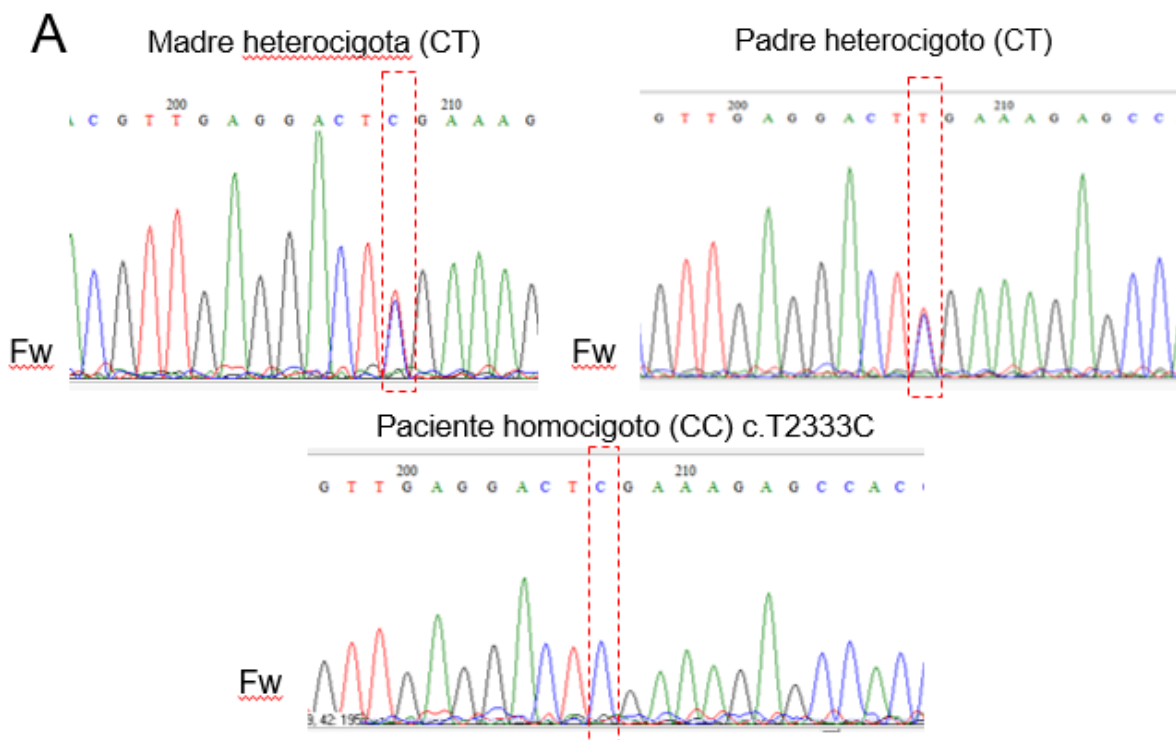 A
Madre heterocigota (CT)
Padre heterocigoto (CT)
200 210
A C G T T G A G G A C T C G A A A G
Fw
200 210
G T T G A G G A C T T G A A A G A G C C
Fw
Paciente homocigoto (CC) c.T2333C
200 210
G T T G A G G A C T C G A A A G A G C C A C
Fw